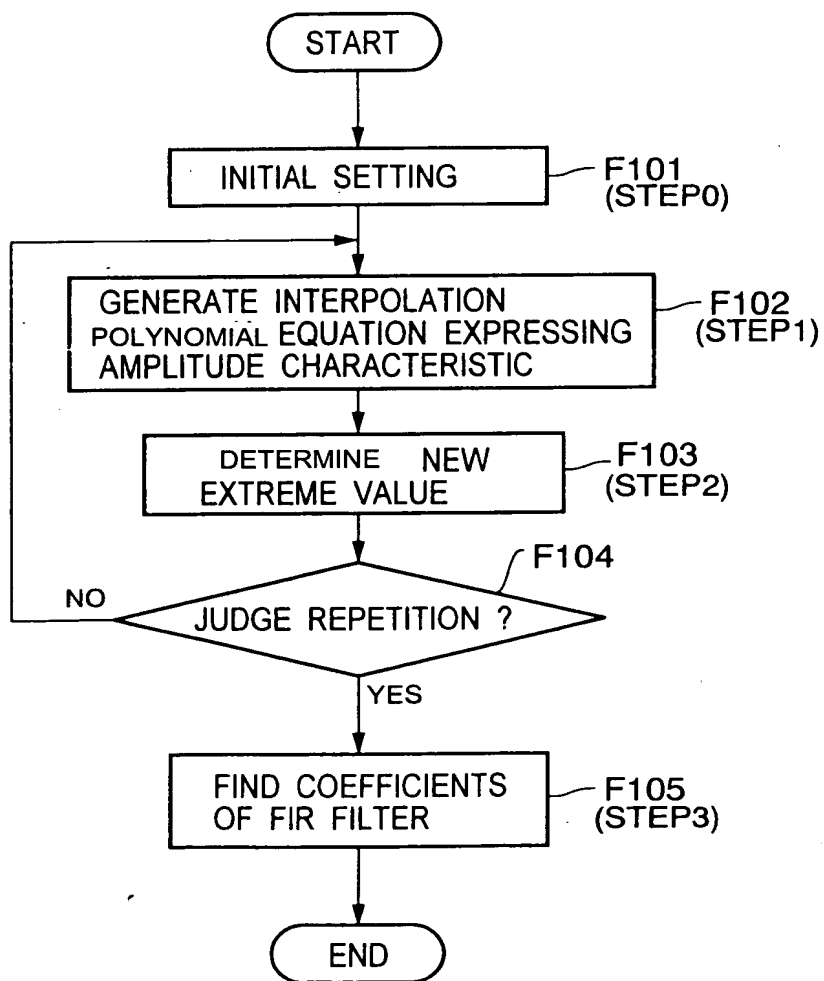 START
INITIAL SETTING
F101
(STEP0)
GENERATE INTERPOLATION
POLYNOMIAL EQUATION EXPRESSING
AMPLITUDE CHARACTERISTIC
F102
(STEP1)
DETERMINE NEW
EXTREME VALUE
F103
(STEP2)
F104
NO
JUDGE REPETITION ?
YES
FIND COEFFICIENTS
OF FIR FILTER
F105
(STEP3)
END